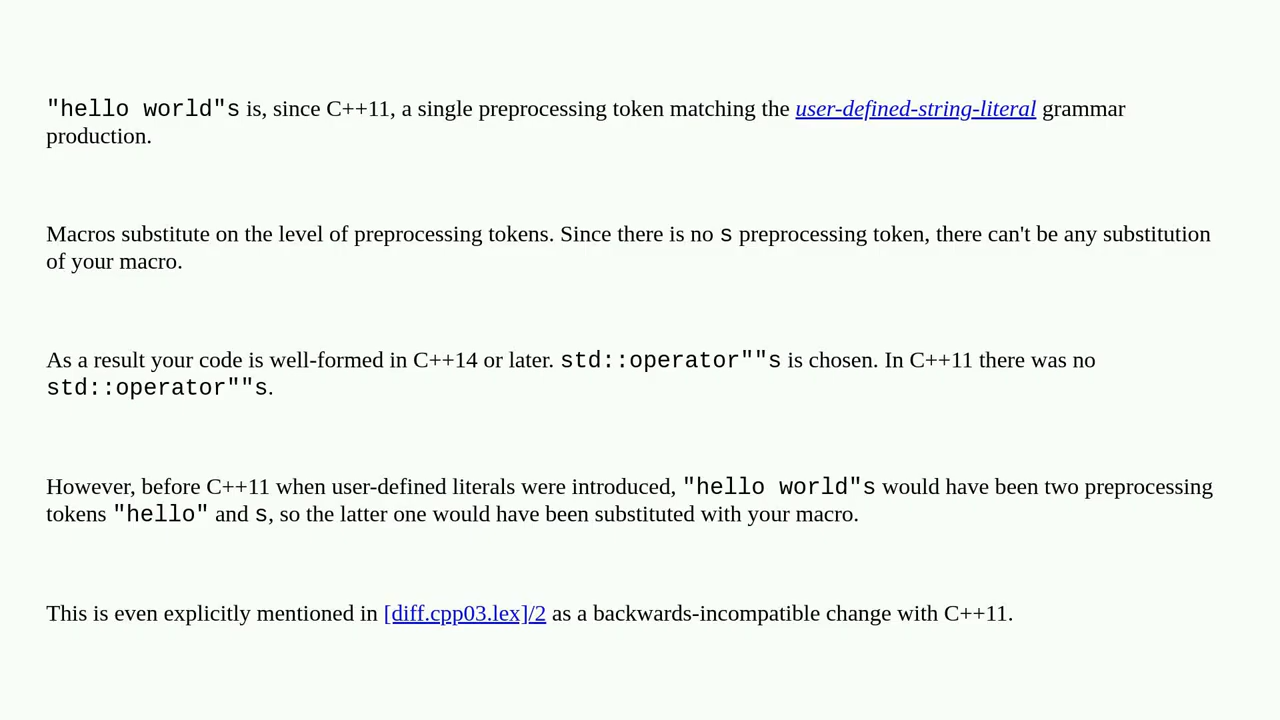 "hello world"s is, since C++11, a single preprocessing token matching the user-defined-string-literal grammar
production.
Macros substitute on the level of preprocessing tokens. Since there is no s preprocessing token, there can't be any substitution
of your macro.
As a result your code is well-formed in C++14 or later. std::operator""s is chosen. In C++11 there was no
std::operator""s.
However, before C++11 when user-defined literals were introduced, "hello world"s would have been two preprocessing
tokens "hello" and s, so the latter one would have been substituted with your macro.
This is even explicitly mentioned in [diff.cpp03.lex]/2 as a backwards-incompatible change with C++11.